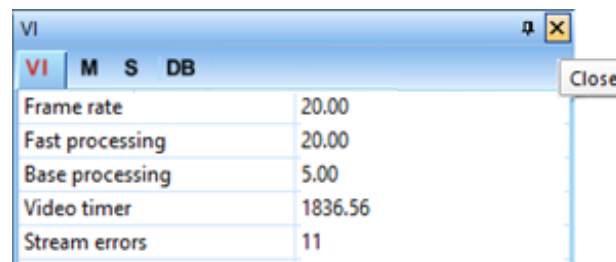 VI
VI M S DB
Close
Frame rate 20.00
Fast processing 20.00
Base processing 5.00
Video timer 1836.56
Stream errors 11